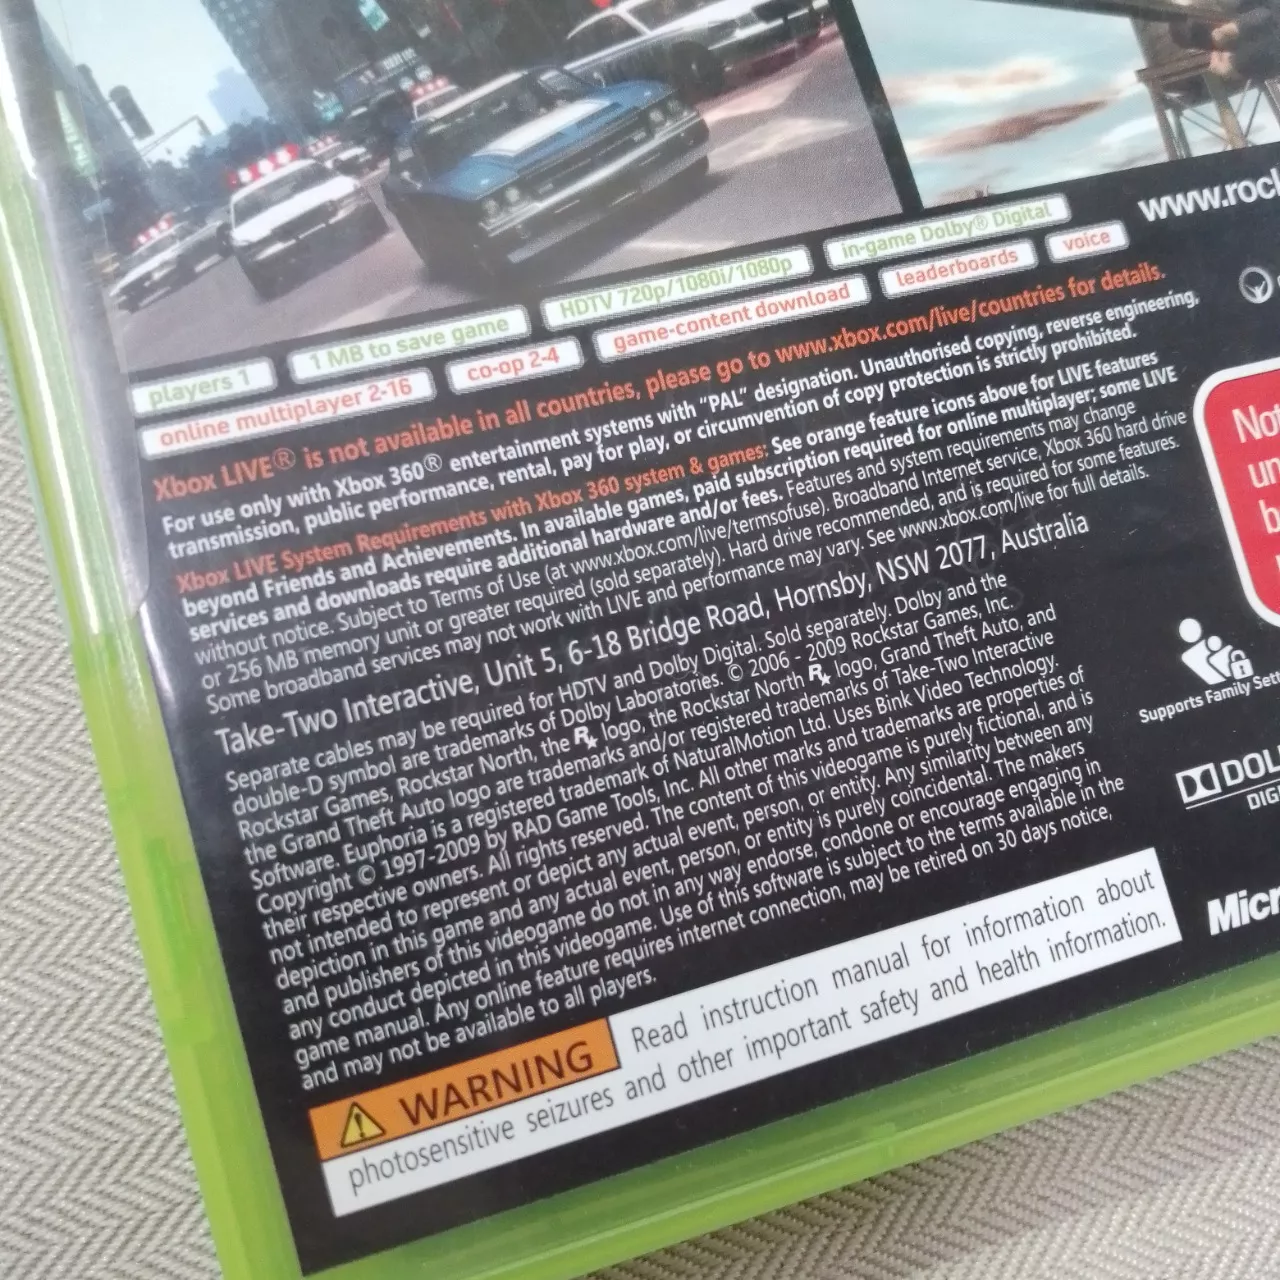 www.rock
players 1
1 MB to save game
HDTV 720p/1080i/1080p
in-game Dolby® Digital
online multiplayer 2-16
co-op 2-4
game-content download
leaderboards
voice
Xbox LIVE® is not available in all countries, please go to www.xbox.com/live/countries for details.
For use only with Xbox 360® entertainment systems with "PAL" designation. Unauthorised copying, reverse engineering,
transmission, public performance, rental, pay for play, or circumvention of copy protection is strictly prohibited.
Xbox LIVE System Requirements with Xbox 360 system & games: See orange feature icons above for LIVE features
beyond Friends and Achievements. In available games, paid subscription required for online multiplayer; some LIVE
services and downloads require additional hardware and/or fees. Features and system requirements may change
without notice. Subject to Terms of Use (at www.xbox.com/live/termsofuse). Broadband Internet service, Xbox 360 hard drive
or 256 MB memory unit or greater required (sold separately). Hard drive recommended, and is required for some features.
Some broadband services may not work with LIVE and performance may vary. See www.xbox.com/live for full details.
Take-Two Interactive, Unit 5, 6-18 Bridge Road, Hornsby, NSW 2077, Australia
Separate cables may be required for HDTV and Dolby Digital. Sold separately. Dolby and the
double-D symbol are trademarks of Dolby Laboratories. © 2006 - 2009 Rockstar Games, Inc.
Rockstar Games, Rockstar North, the R logo, the Rockstar North R logo, Grand Theft Auto, and
the Grand Theft Auto logo are trademarks and/or registered trademarks of Take-Two Interactive
Software. Euphoria is a registered trademark of NaturalMotion Ltd. Uses Bink Video Technology.
Copyright © 1997-2009 by RAD Game Tools, Inc. All other marks and trademarks are properties of
their respective owners. All rights reserved. The content of this videogame is purely fictional, and is
not intended to represent or depict any actual event, person, or entity. Any similarity between any
depiction in this game and any actual event, person, or entity is purely coincidental. The makers
and publishers of this videogame do not in any way endorse, condone or encourage engaging in
any conduct depicted in this videogame. Use of this software is subject to the terms available in the
game manual. Any online feature requires internet connection, may be retired on 30 days notice,
and may not be available to all players.
WARNING Read instruction manual for information about
photosensitive seizures and other important safety and health information.
No
un
b
Supports Family Sett
DOL
DIG
Micr